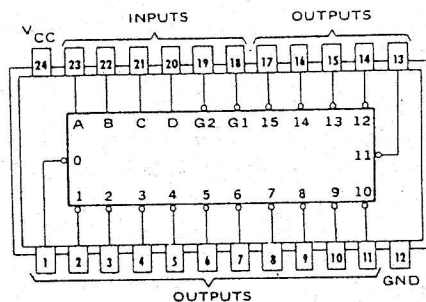 INPUTS OUTPUTS
VCC
24 23 22 21 20 19 18 17 16 15 14 13
A B C D G2 G1 15 14 13 12
0 11
1 2 3 4 5 6 7 8 9 10
1 2 3 4 5 6 7 8 9 10 11 12
GND
OUTPUTS